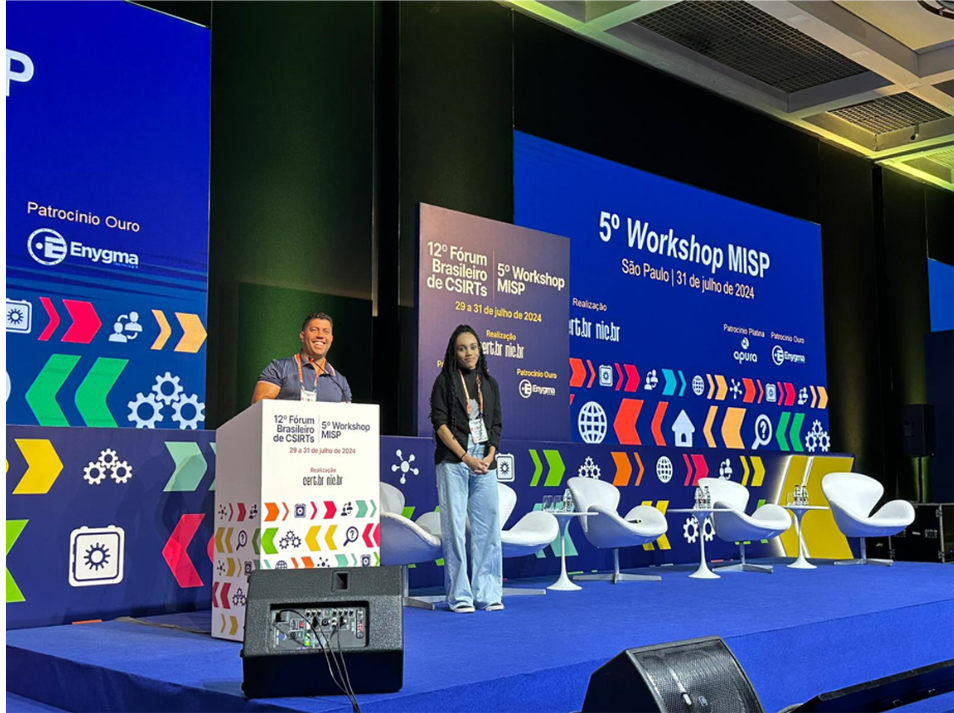 P
Patrocínio Ouro
Enygma
12º Fórum
Brasileiro
de CSIRTs
5º Workshop
MISP
29 a 31 de julho de 2024
Realização
cert.br nic.br
Patrocínio Ouro
Enygma
5º Workshop MISP
São Paulo | 31 de julho de 2024
Realização
cert.br nic.br
Patrocínio Platina
apura
Patrocínio Ouro
Enygma
12º Fórum
Brasileiro
de CSIRTs
5º Workshop
MISP
29 a 31 de julho de 2024
Realização
cert.br nic.br